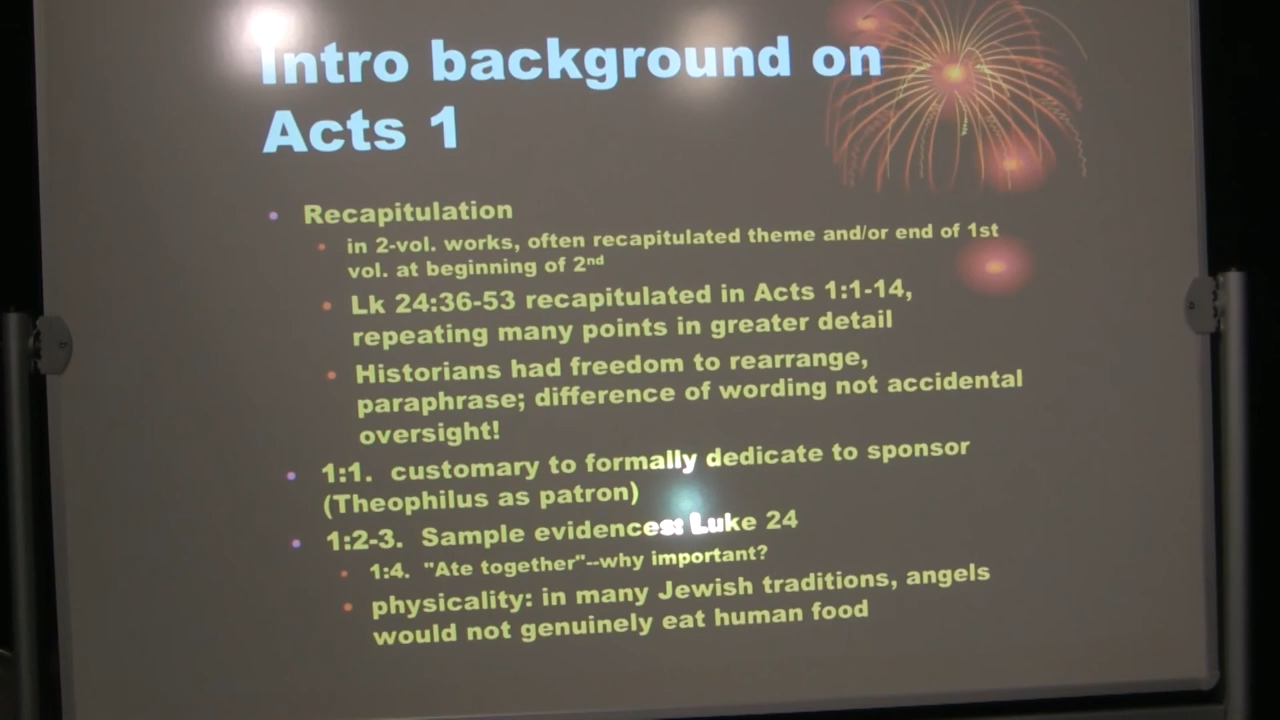 Intro background on
Acts 1
• Recapitulation
• in 2-vol. works, often recapitulated theme and/or end of 1st
vol. at beginning of 2nd
• Lk 24:36-53 recapitulated in Acts 1:1-14,
repeating many points in greater detail
• Historians had freedom to rearrange,
paraphrase; difference of wording not accidental
oversight!
• 1:1. customary to formally dedicate to sponsor
(Theophilus as patron)
• 1:2-3. Sample evidences: Luke 24
• 1:4. "Ate together"--why important?
• physicality: in many Jewish traditions, angels
would not genuinely eat human food